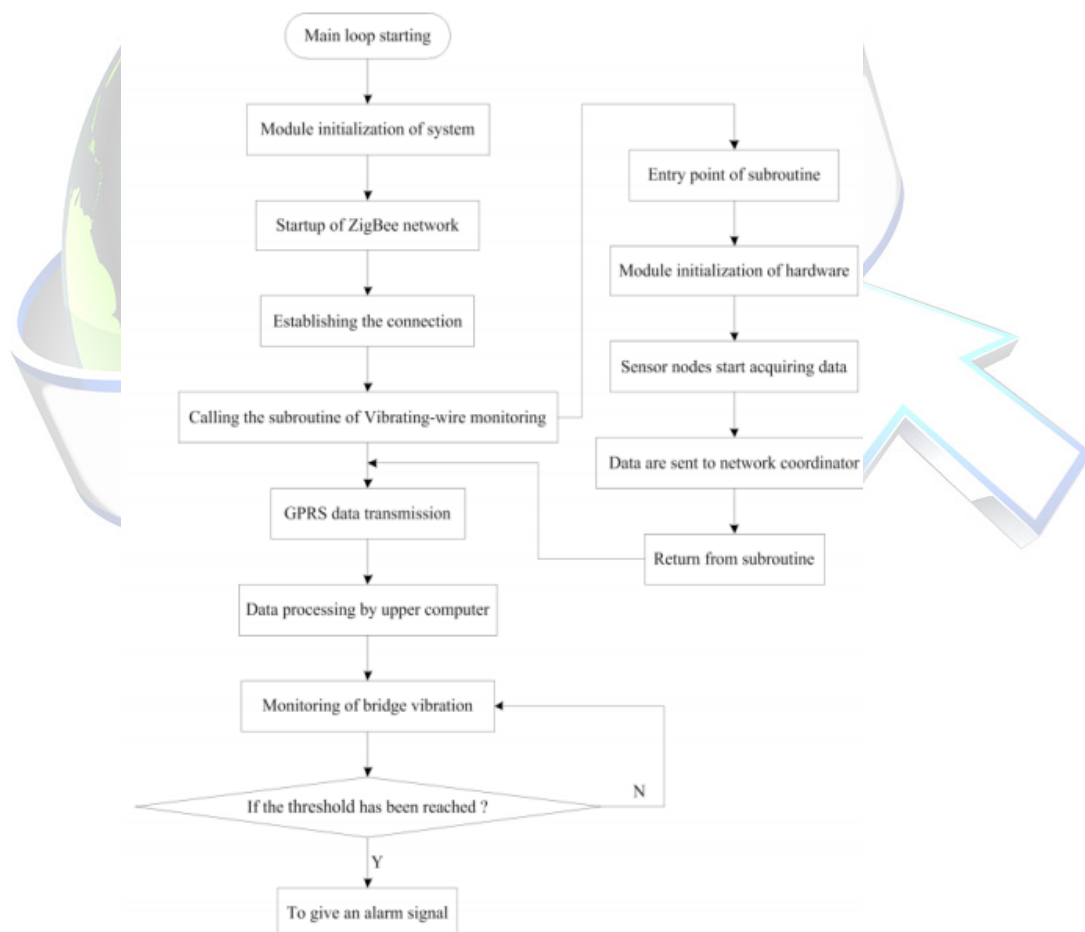 Main loop starting
Module initialization of system
Startup of ZigBee network
Establishing the connection
Calling the subroutine of Vibrating-wire monitoring
Entry point of subroutine
Module initialization of hardware
Sensor nodes start acquiring data
Data are sent to network coordinator
Return from subroutine
GPRS data transmission
Data processing by upper computer
Monitoring of bridge vibration
If the threshold has been reached ?
N
Y
To give an alarm signal